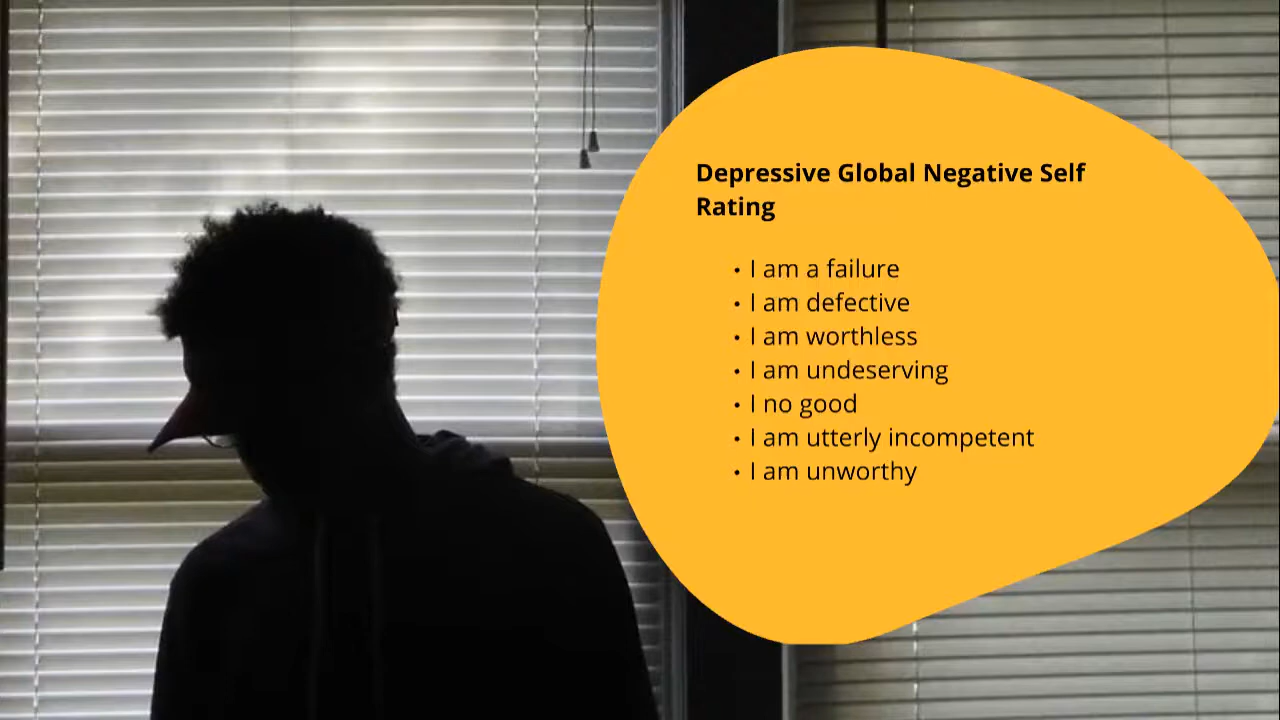 Depressive Global Negative Self
Rating
• I am a failure
• I am defective
• I am worthless
• I am undeserving
• I no good
• I am utterly incompetent
• I am unworthy